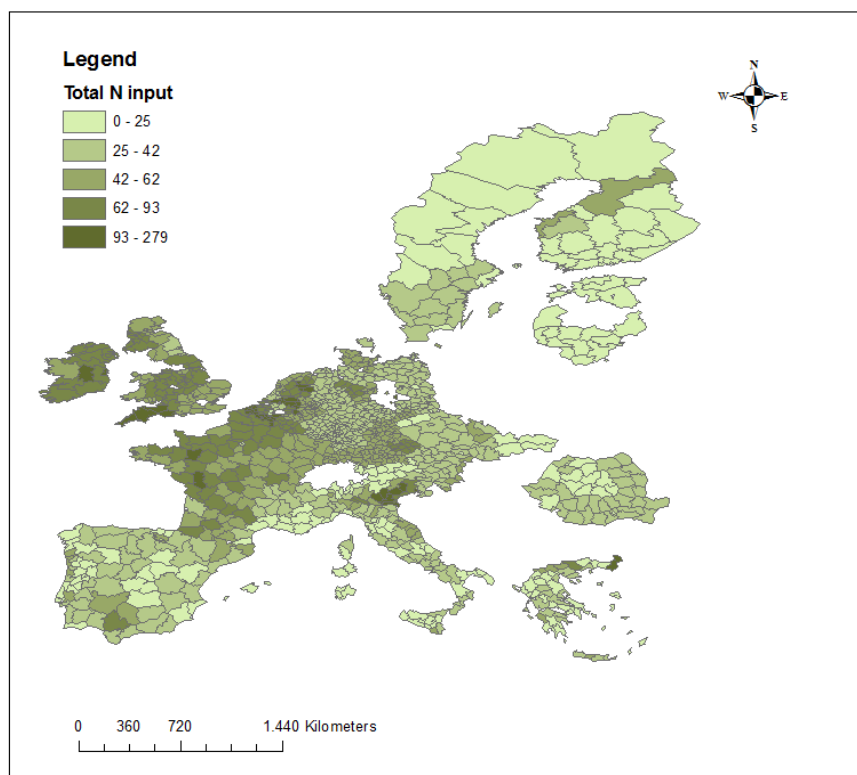 Legend
Total N input
0 - 25
25 - 42
42 - 62
62 - 93
93 - 279
N
W E
S
0 360 720 1.440 Kilometers